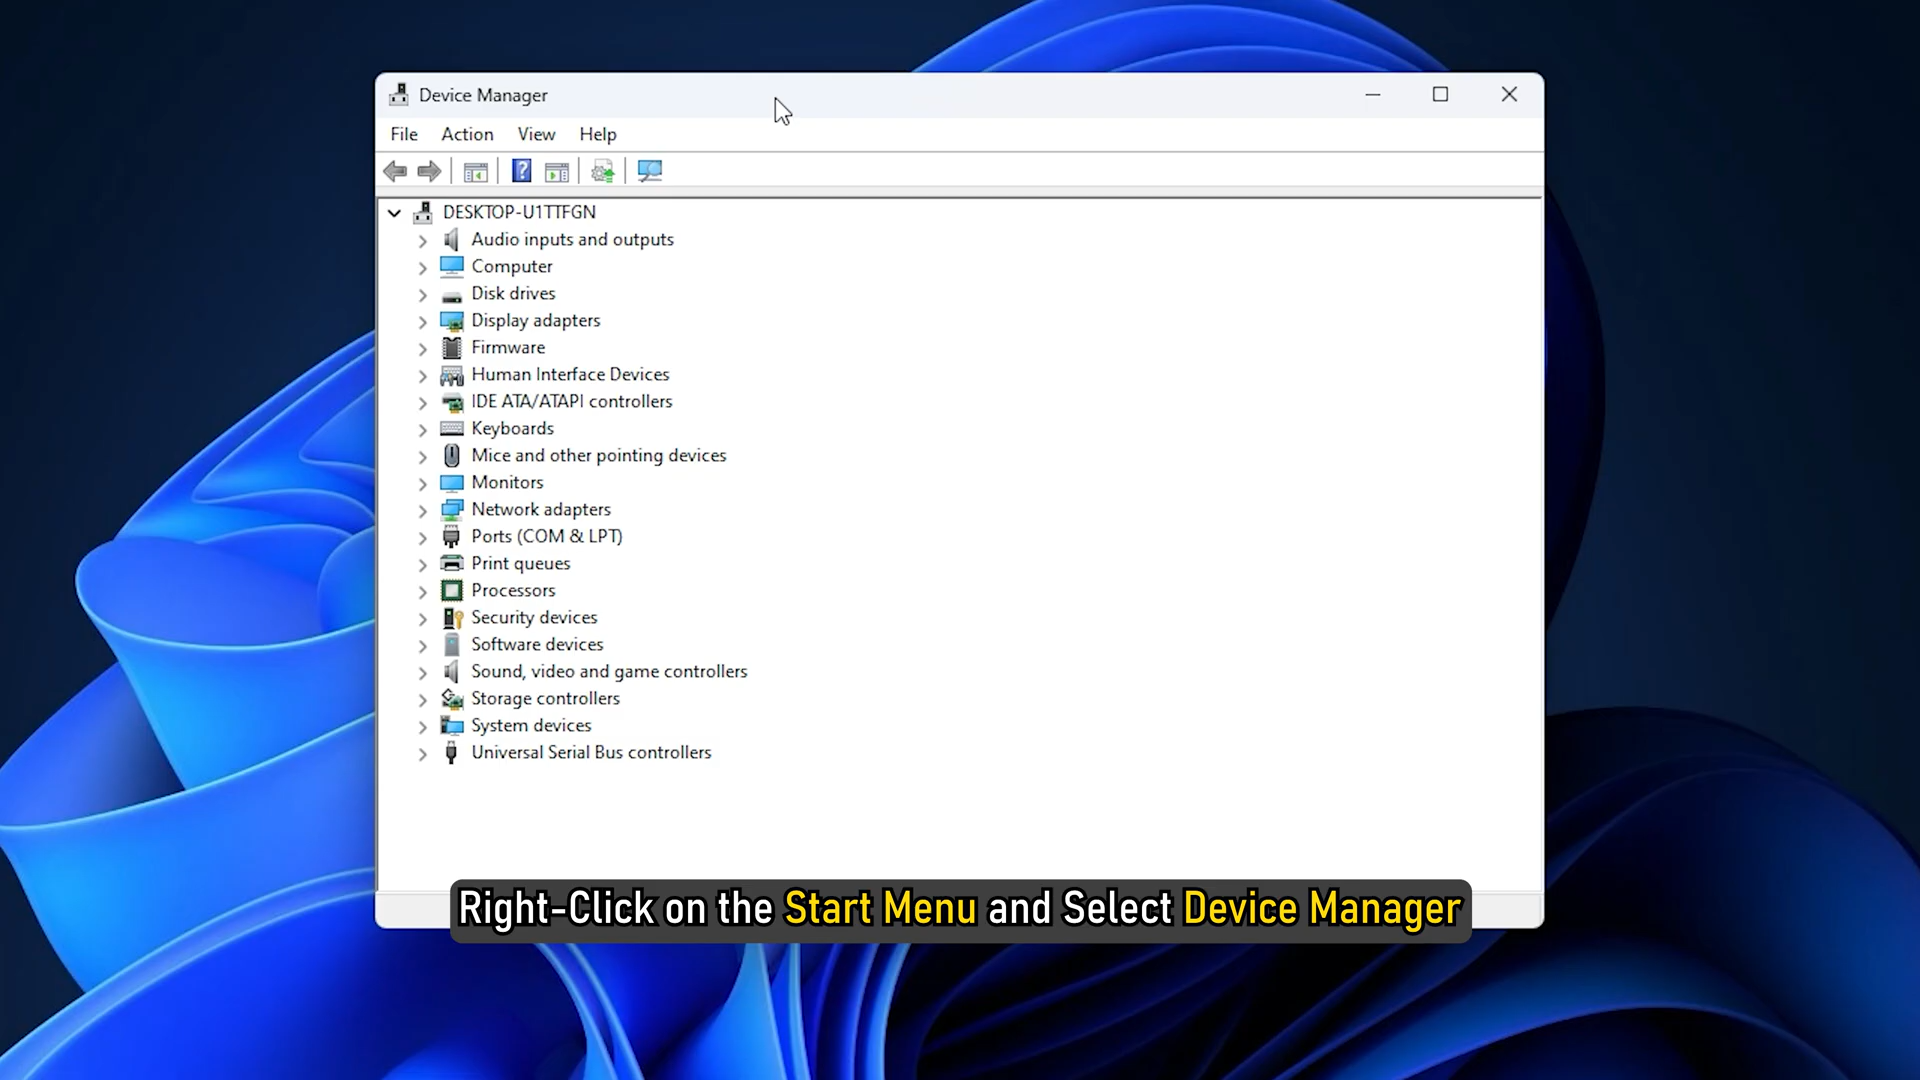 Device Manager
File Action View Help
DESKTOP-U1TTFGN
Audio inputs and outputs
Computer
Disk drives
Display adapters
Firmware
Human Interface Devices
IDE ATA/ATAPI controllers
Keyboards
Mice and other pointing devices
Monitors
Network adapters
Ports (COM & LPT)
Print queues
Processors
Security devices
Software devices
Sound, video and game controllers
Storage controllers
System devices
Universal Serial Bus controllers
Right-Click on the Start Menu and Select Device Manager